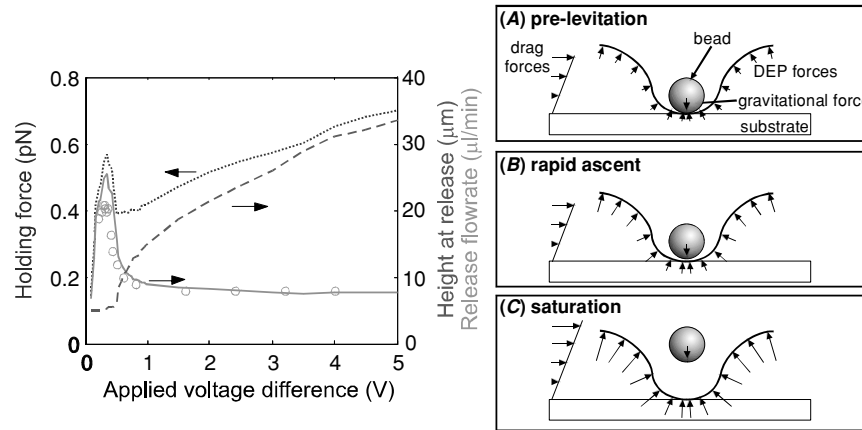 0.8
0.6
0.4
0.2
0
Holding force (pN)
40
30
20
10
0
Height at release (μm)
Release flowrate (μl/min)
0 1 2 3 4 5
Applied voltage difference (V)
(A) pre-levitation
drag
forces
bead
DEP forces
gravitational force
substrate
(B) rapid ascent
(C) saturation